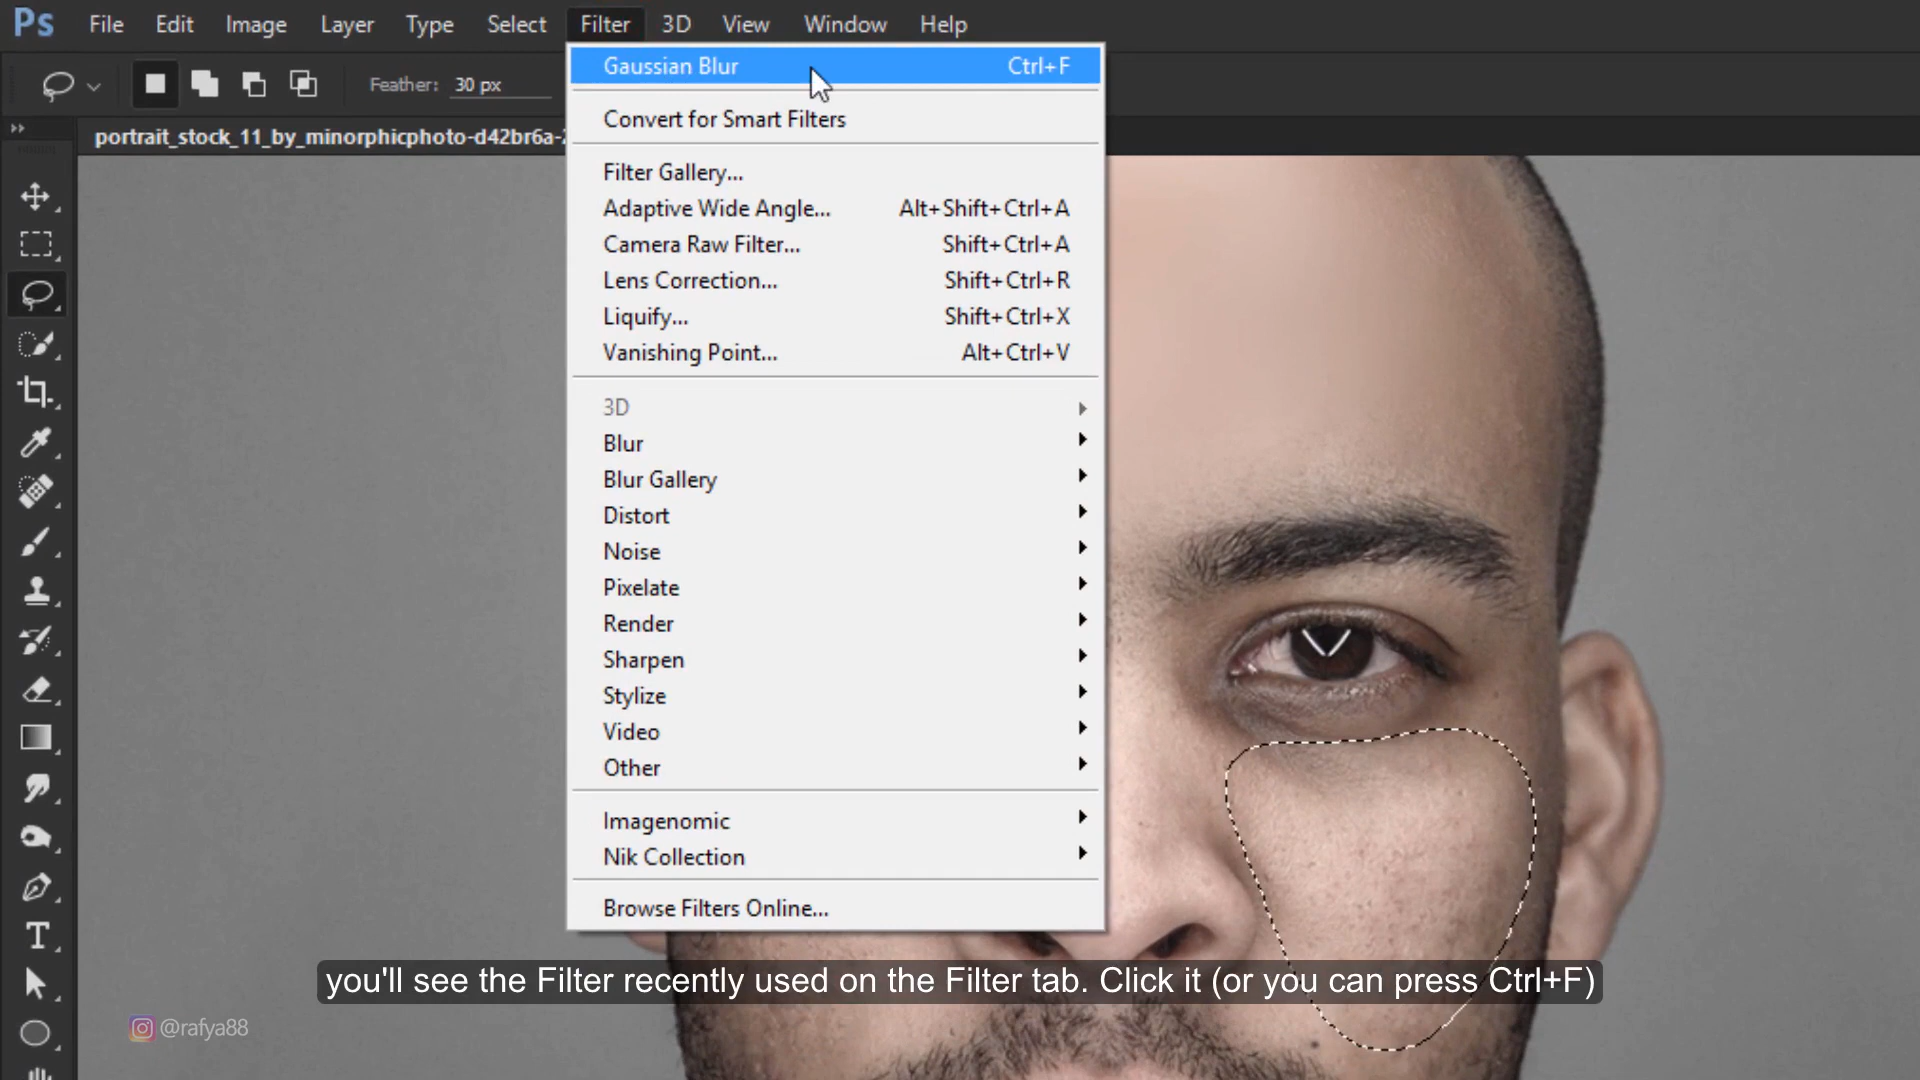 Ps File Edit Image Layer Type Select Filter 3D View Window Help
Feather: 30 px
portrait_stock_11_by_minorphicphoto-d42br6a-
Gaussian Blur Ctrl+F
Convert for Smart Filters
Filter Gallery...
Adaptive Wide Angle... Alt+Shift+Ctrl+A
Camera Raw Filter... Shift+Ctrl+A
Lens Correction... Shift+Ctrl+R
Liquify... Shift+Ctrl+X
Vanishing Point... Alt+Ctrl+V
3D
Blur
Blur Gallery
Distort
Noise
Pixelate
Render
Sharpen
Stylize
Video
Other
Imagenomic
Nik Collection
Browse Filters Online...
you'll see the Filter recently used on the Filter tab. Click it (or you can press Ctrl+F)
@rafya88